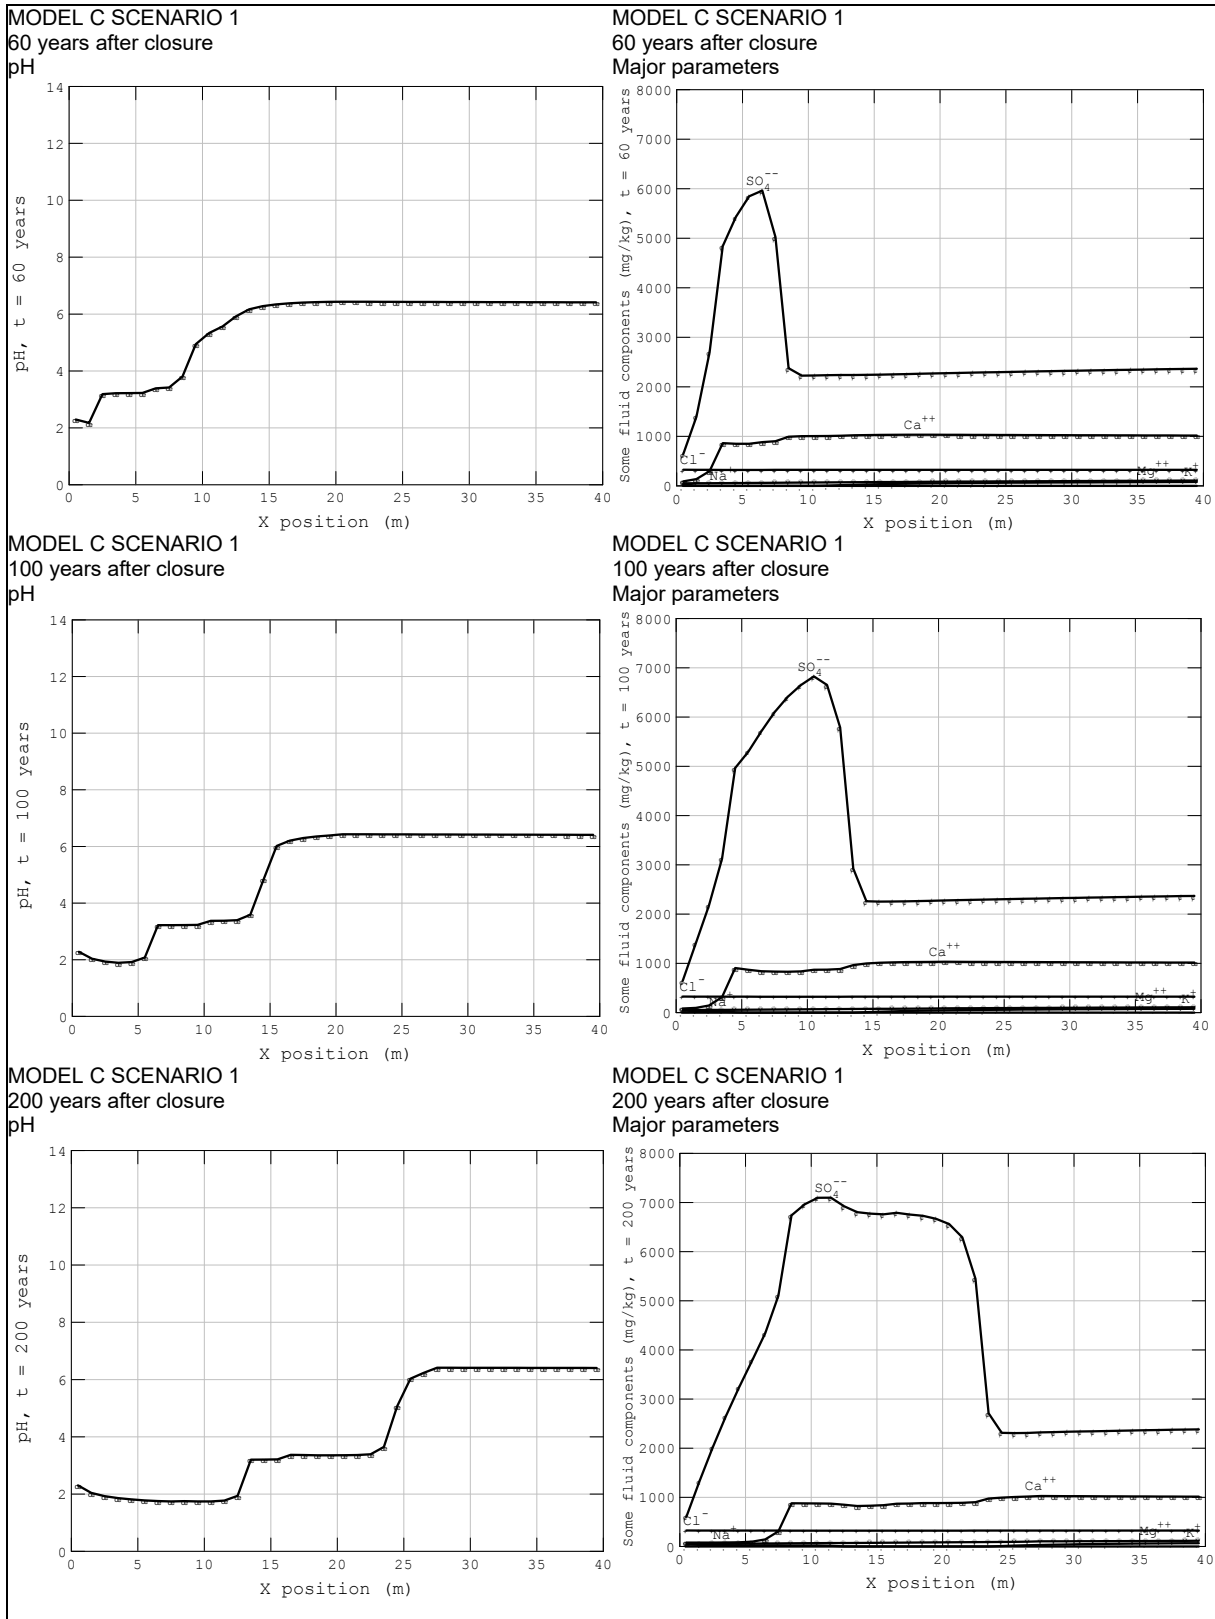 MODEL C SCENARIO 1
60 years after closure
pH
14
12
10
8
6
4
2
0
0 5 10 15 20 25 30 35 40
X position (m)
pH, t = 60 years
MODEL C SCENARIO 1
60 years after closure
Major parameters
8000
7000
6000
5000
4000
3000
2000
1000
0
0 5 10 15 20 25 30 35 40
X position (m)
Some fluid components (mg/kg), t = 60 years
SO4--
Ca++
Cl-
Na+
Mg++ K+
MODEL C SCENARIO 1
100 years after closure
pH
14
12
10
8
6
4
2
0
0 5 10 15 20 25 30 35 40
X position (m)
pH, t = 100 years
MODEL C SCENARIO 1
100 years after closure
Major parameters
8000
7000
6000
5000
4000
3000
2000
1000
0
0 5 10 15 20 25 30 35 40
X position (m)
Some fluid components (mg/kg), t = 100 years
SO4--
Ca++
Cl-
Na+
Mg++ K+
MODEL C SCENARIO 1
200 years after closure
pH
14
12
10
8
6
4
2
0
0 5 10 15 20 25 30 35 40
X position (m)
pH, t = 200 years
MODEL C SCENARIO 1
200 years after closure
Major parameters
8000
7000
6000
5000
4000
3000
2000
1000
0
0 5 10 15 20 25 30 35 40
X position (m)
Some fluid components (mg/kg), t = 200 years
SO4--
Ca++
Cl-
Na+
Mg++ K+